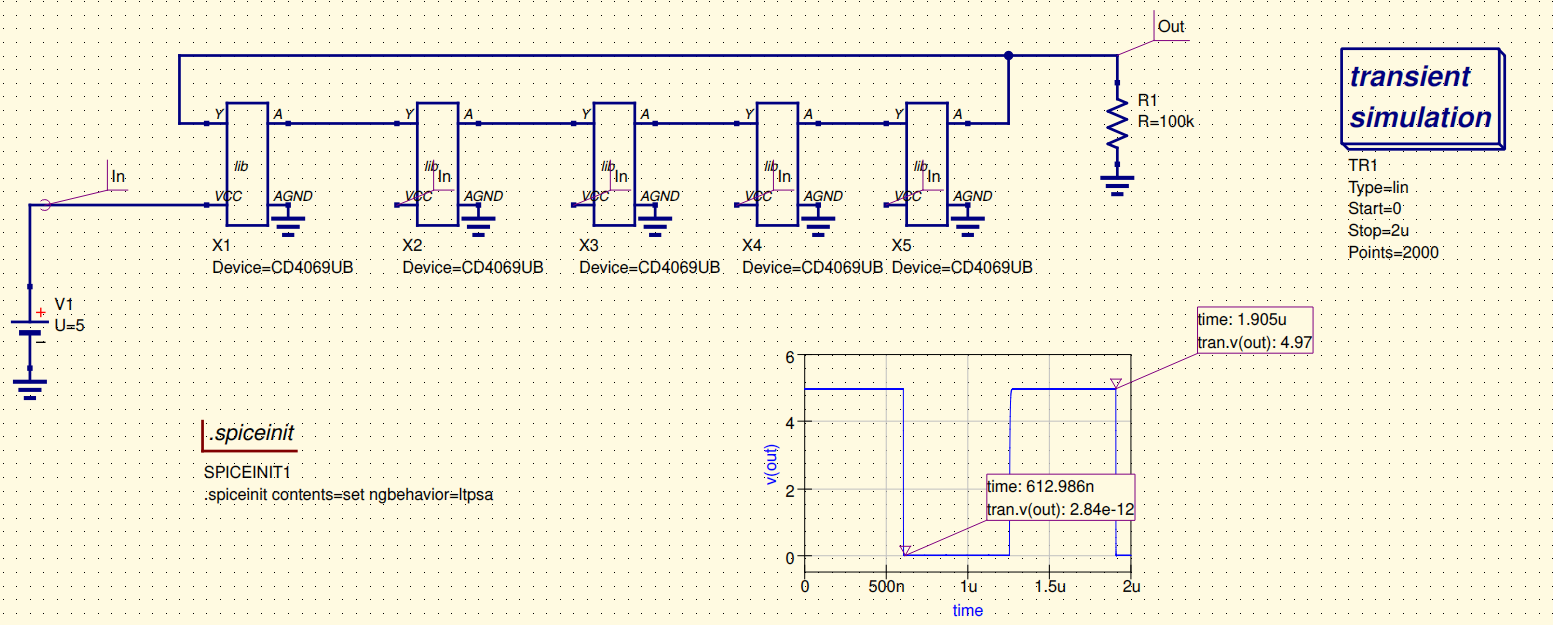 Out
transient
simulation
TR1
Type=lin
Start=0
Stop=2u
Points=2000
R1
R=100k
In
Y A
lib
VCC AGND
X1
Device=CD4069UB
Y A
lib
In
VCC AGND
X2
Device=CD4069UB
Y A
lib
In
VCC AGND
X3
Device=CD4069UB
Y A
lib
In
VCC AGND
X4
Device=CD4069UB
Y A
lib
In
VCC AGND
X5
Device=CD4069UB
+
V1
U=5
−
.spiceinit
SPICEINIT1
.spiceinit contents=set ngbehavior=ltpsa
time: 1.905u
tran.v(out): 4.97
time: 612.986n
tran.v(out): 2.84e-12
v(out)
6
4
2
0
0 500n 1u 1.5u 2u
time